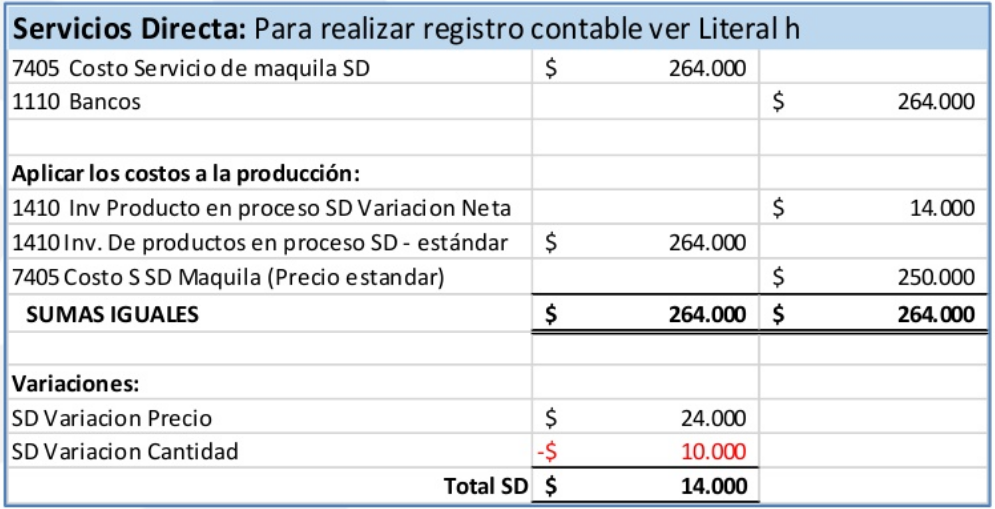 Servicios Directa: Para realizar registro contable ver Literal h
7405 Costo Servicio de maquila SD $ 264.000
1110 Bancos $ 264.000
Aplicar los costos a la producción:
1410 Inv Producto en proceso SD Variacion Neta $ 14.000
1410 Inv. De productos en proceso SD - estándar $ 264.000
7405 Costo S SD Maquila (Precio estandar) $ 250.000
SUMAS IGUALES $ 264.000 $ 264.000
Variaciones:
SD Variacion Precio $ 24.000
SD Variacion Cantidad -$ 10.000
Total SD $ 14.000